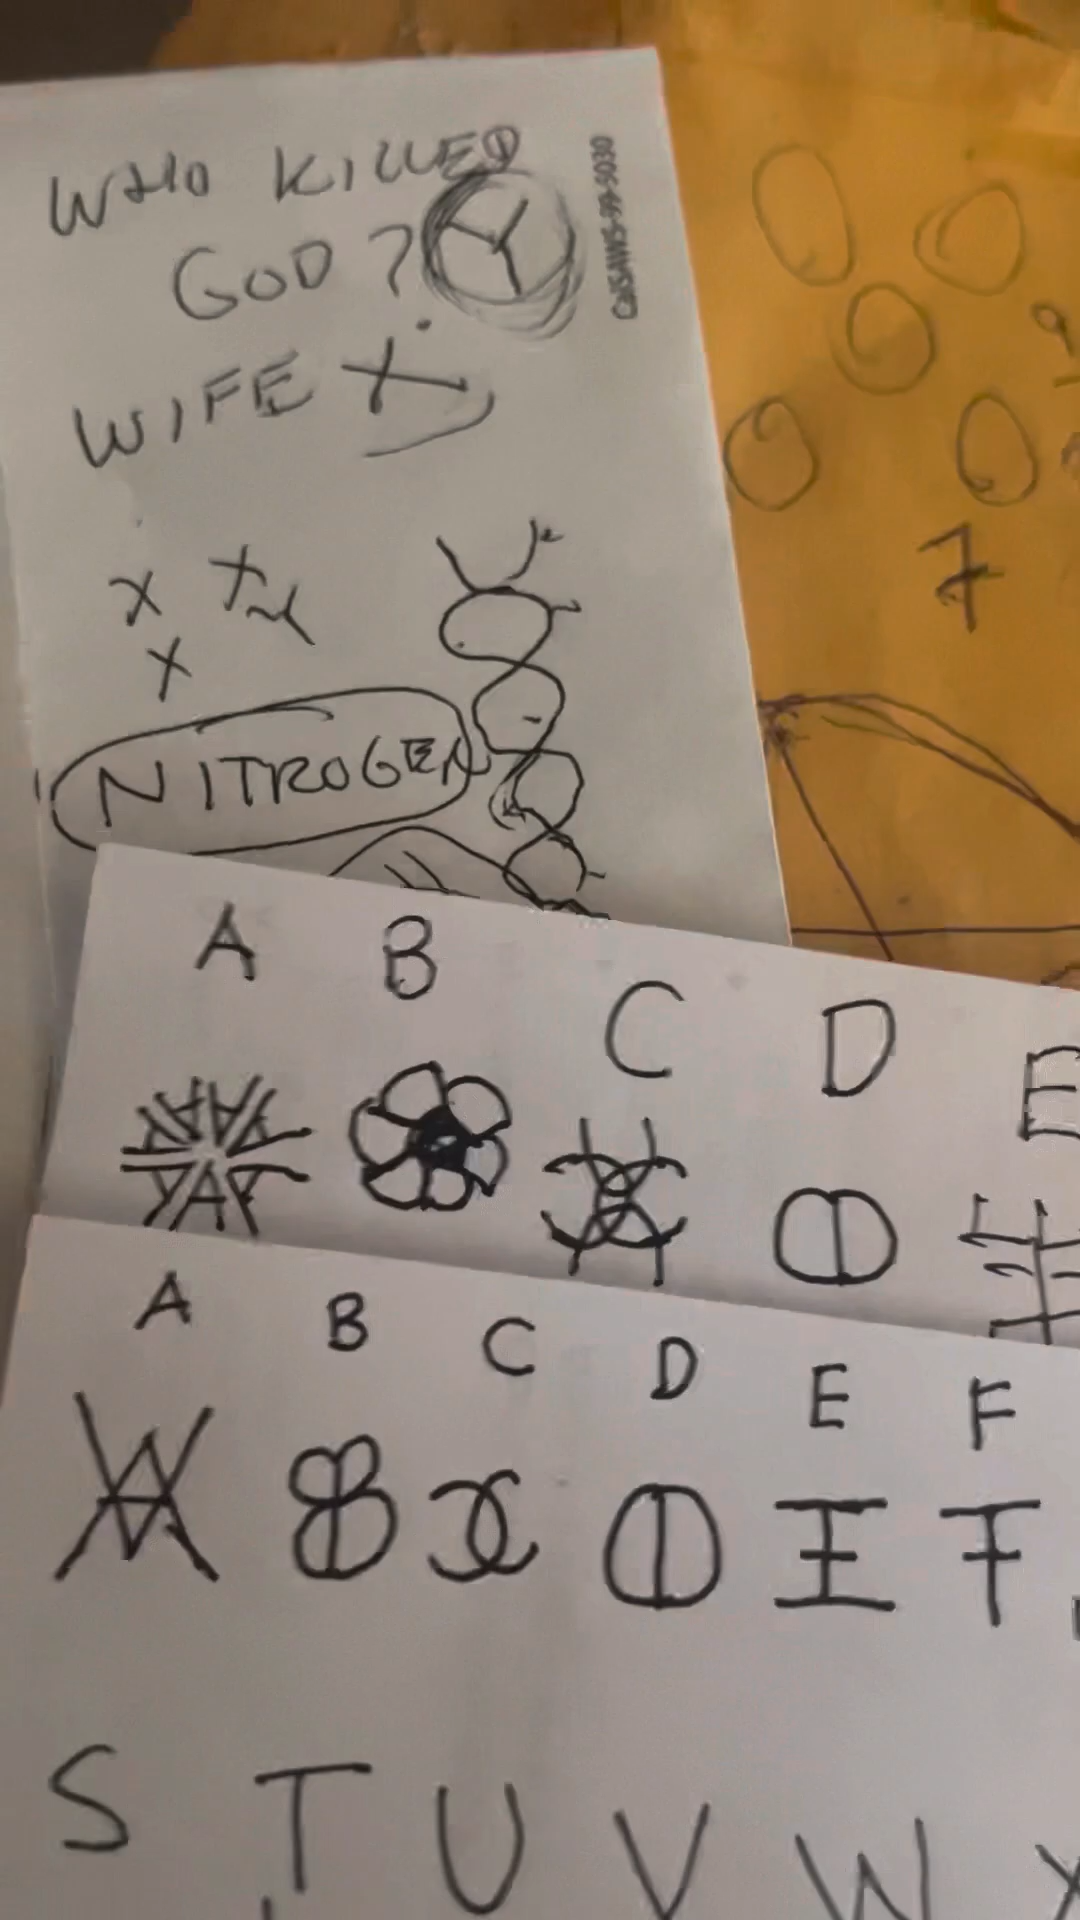 WHO KILLED
GOD?
WIFE X
X X X
X
NITROGEN
7
A B C D E
A B C D E F
S T U V W X